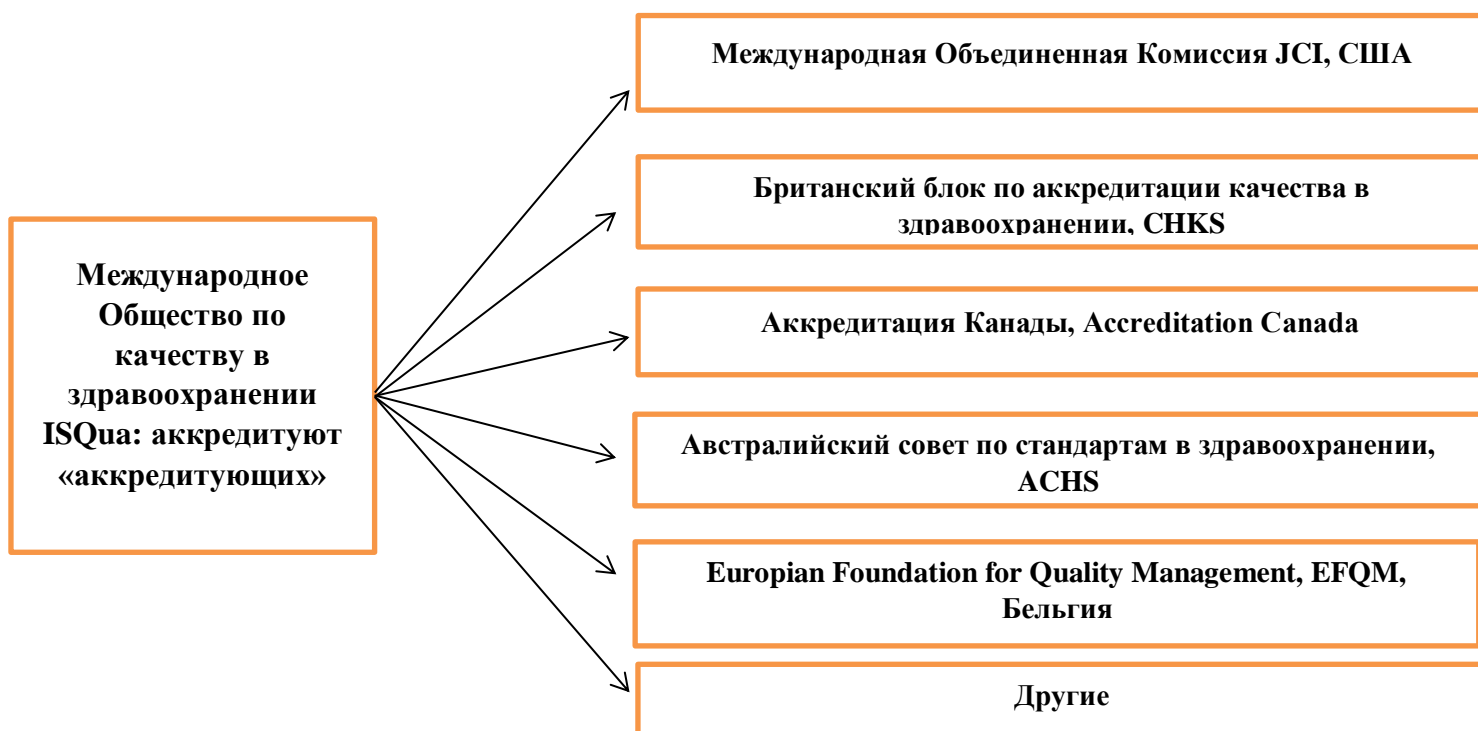 Международная Объединенная Комиссия JCI, США
Британский блок по аккредитации качества в
здравоохранении, CHKS
Международное
Общество по
качеству в
здравоохранении
ISQua: аккредитуют
«аккредитующих»
Аккредитация Канады, Accreditation Canada
Австралийский совет по стандартам в здравоохранении,
ACHS
Europian Foundation for Quality Management, EFQM,
Бельгия
Другие